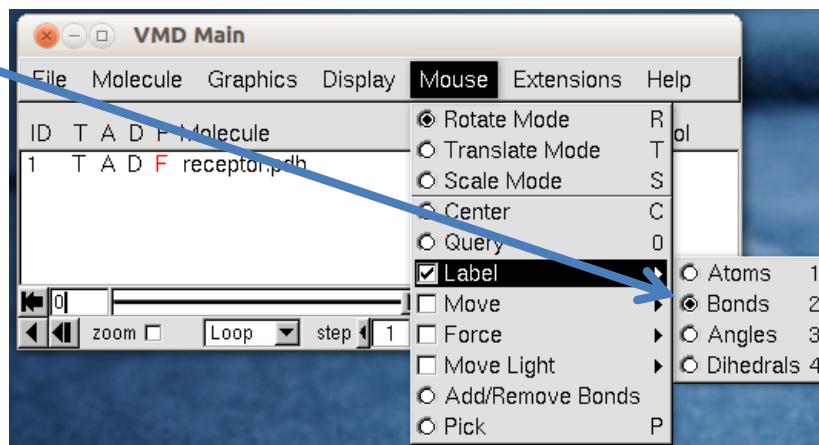 VMD Main
File Molecule Graphics Display Mouse Extensions Help
ID T A D F Molecule
1 T A D F receptor.pdb
Rotate Mode R
Translate Mode T
Scale Mode S
Center C
Query 0
Label
Move
Force
Move Light
Add/Remove Bonds
Pick P
Atoms 1
Bonds 2
Angles 3
Dihedrals 4
0
zoom Loop step 1